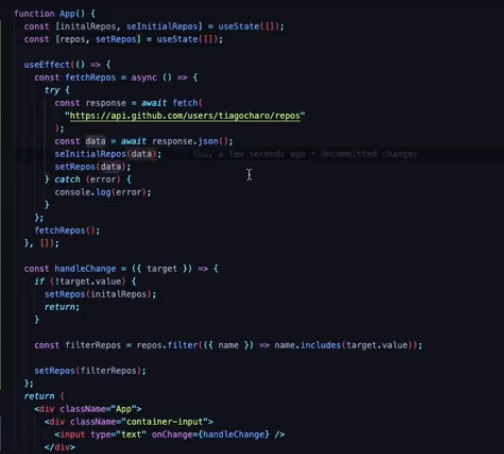 function App() {
const [initalRepos, seInitialRepos] = useState([]);
const [repos, setRepos] = useState([]);
useEffect(() => {
const fetchRepos = async () => {
try {
const response = await fetch(
"https://api.github.com/users/tiagocharo/repos"
);
const data = await response.json();
seInitialRepos(data); You, a few seconds ago • Uncommitted changes
setRepos(data);
} catch (error) {
console.log(error);
}
};
fetchRepos();
}, []);
const handleChange = ({ target }) => {
if (!target.value) {
setRepos(initalRepos);
return;
}
const filterRepos = repos.filter(({ name }) => name.includes(target.value));
setRepos(filterRepos);
};
return (
<div className="App">
<div className="container-input">
<input type="text" onChange={handleChange} />
</div>